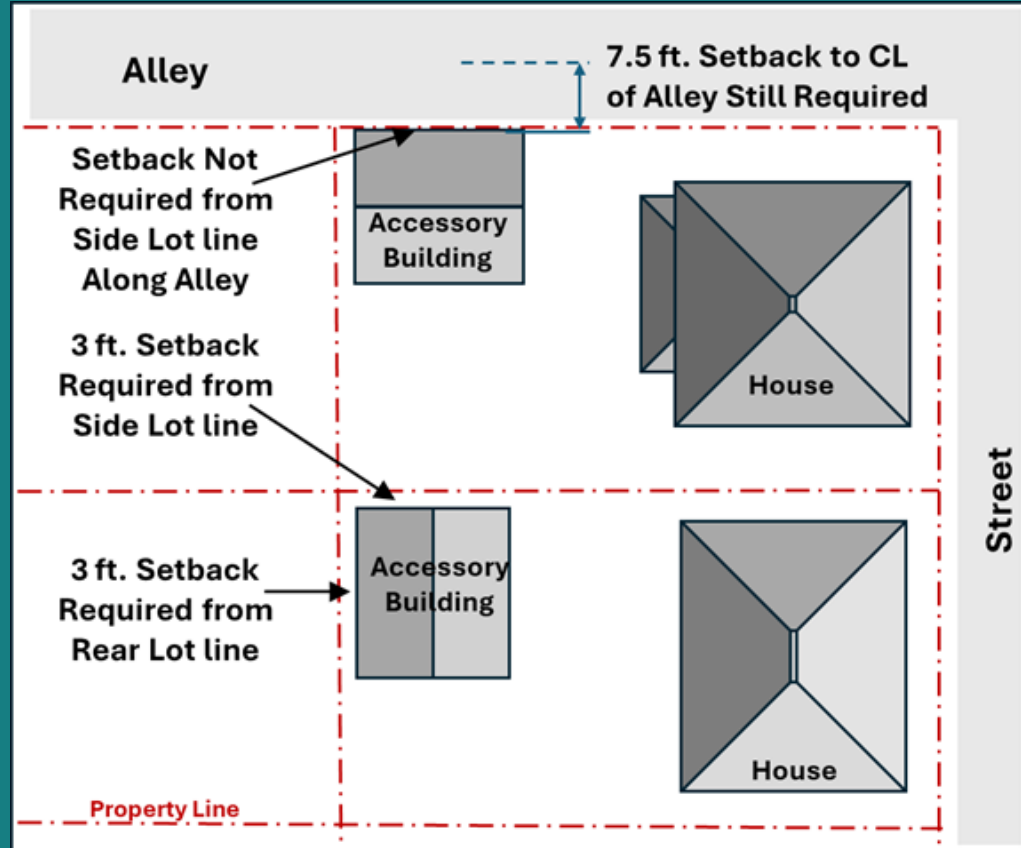 Alley
7.5 ft. Setback to CL
of Alley Still Required
Setback Not
Required from
Side Lot line
Along Alley
Accessory
Building
3 ft. Setback
Required from
Side Lot line
House
Street
3 ft. Setback
Required from
Rear Lot line
Accessory
Building
House
Property Line